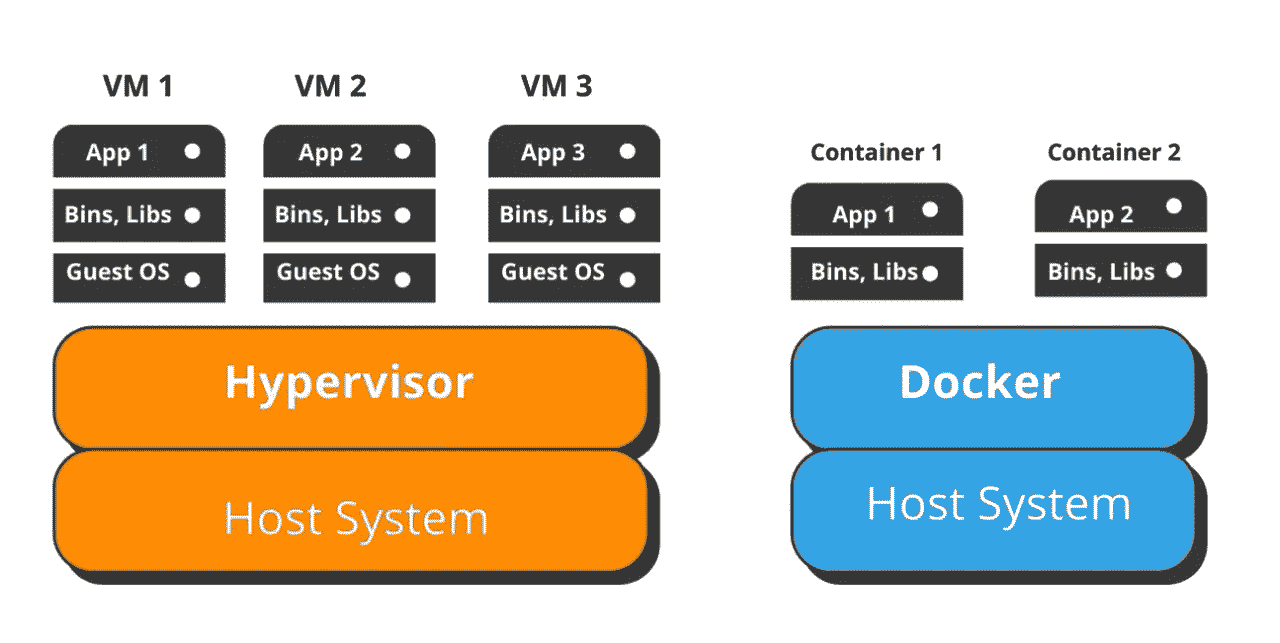 VM 1
VM 2
VM 3
App 1
App 2
App 3
Bins, Libs
Bins, Libs
Bins, Libs
Guest OS
Guest OS
Guest OS
Hypervisor
Host System
Container 1
Container 2
App 1
App 2
Bins, Libs
Bins, Libs
Docker
Host System